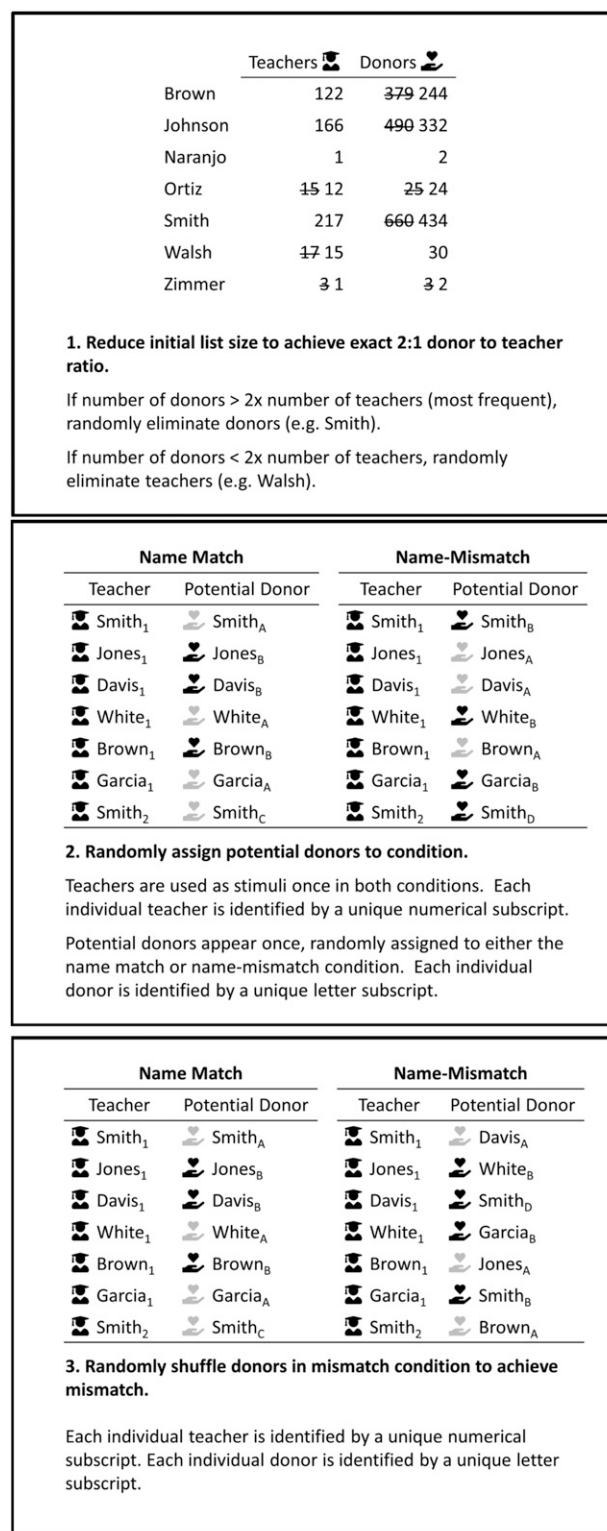 Teachers Donors
Brown 122 379 244
Johnson 166 490 332
Naranjo 1 2
Ortiz 15 12 25 24
Smith 217 660 434
Walsh 17 15 30
Zimmer 3 1 3 2
1. Reduce initial list size to achieve exact 2:1 donor to teacher
ratio.
If number of donors > 2x number of teachers (most frequent),
randomly eliminate donors (e.g. Smith).
If number of donors < 2x number of teachers, randomly
eliminate teachers (e.g. Walsh).
Name Match Name-Mismatch
Teacher Potential Donor Teacher Potential Donor
Smith1 SmithA Smith1 SmithB
Jones1 JonesB Jones1 JonesA
Davis1 DavisB Davis1 DavisA
White1 WhiteA White1 WhiteB
Brown1 BrownB Brown1 BrownA
Garcia1 GarciaA Garcia1 GarciaB
Smith2 SmithC Smith2 SmithD
2. Randomly assign potential donors to condition.
Teachers are used as stimuli once in both conditions. Each
individual teacher is identified by a unique numerical subscript.
Potential donors appear once, randomly assigned to either the
name match or name-mismatch condition. Each individual
donor is identified by a unique letter subscript.
Name Match Name-Mismatch
Teacher Potential Donor Teacher Potential Donor
Smith1 SmithA Smith1 DavisA
Jones1 JonesB Jones1 WhiteB
Davis1 DavisB Davis1 SmithD
White1 WhiteA White1 GarciaB
Brown1 BrownB Brown1 JonesA
Garcia1 GarciaA Garcia1 SmithB
Smith2 SmithC Smith2 BrownA
3. Randomly shuffle donors in mismatch condition to achieve
mismatch.
Each individual teacher is identified by a unique numerical
subscript. Each individual donor is identified by a unique letter
subscript.